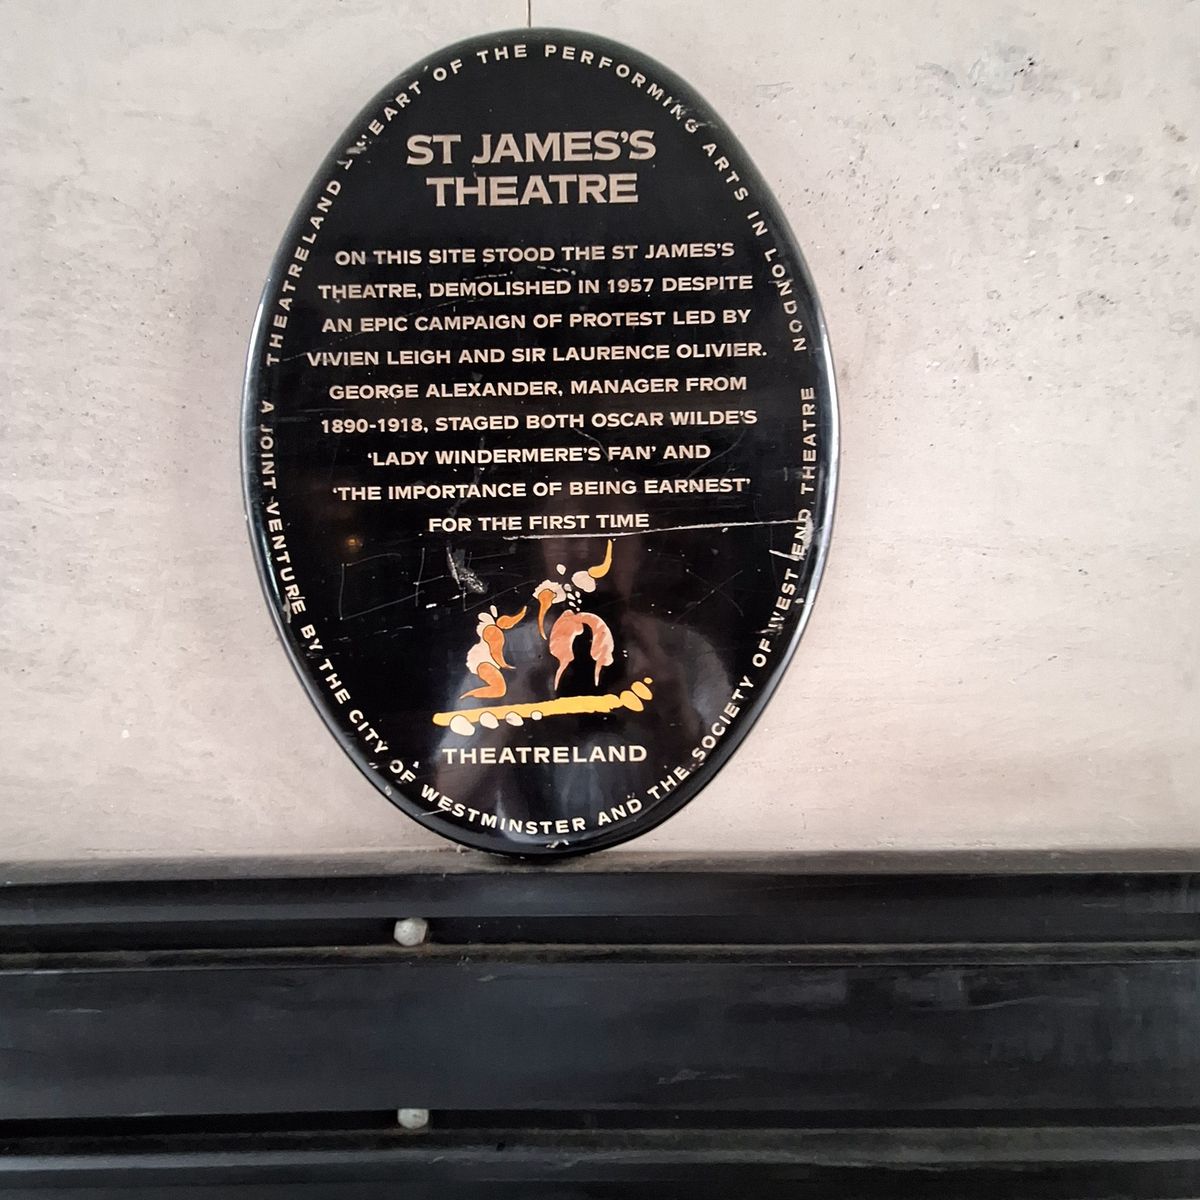 THEATRELAND HEART OF THE PERFORMING ARTS IN LONDON
ST JAMES'S
THEATRE
ON THIS SITE STOOD THE ST JAMES'S
THEATRE, DEMOLISHED IN 1957 DESPITE
AN EPIC CAMPAIGN OF PROTEST LED BY
VIVIEN LEIGH AND SIR LAURENCE OLIVIER.
GEORGE ALEXANDER, MANAGER FROM
1890-1918, STAGED BOTH OSCAR WILDE'S
'LADY WINDERMERE'S FAN' AND
'THE IMPORTANCE OF BEING EARNEST'
FOR THE FIRST TIME
THEATRELAND
A JOINT VENTURE BY THE CITY OF WESTMINSTER AND THE SOCIETY OF WEST END THEATRE